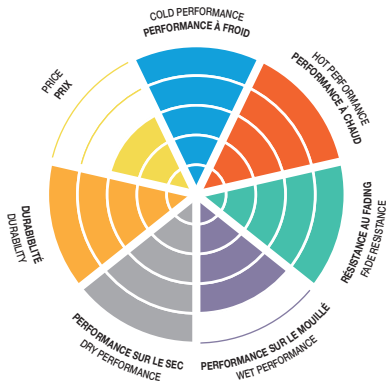 COLD PERFORMANCE
PERFORMANCE À FROID
HOT PERFORMANCE
PERFORMANCE À CHAUD
RÉSISTANCE AU FADING
FADE RESISTANCE
PERFORMANCE SUR LE MOUILLÉ
WET PERFORMANCE
PERFORMANCE SUR LE SEC
DRY PERFORMANCE
DURABIBLITÉ
DURABILITY
PRICE
PRIX